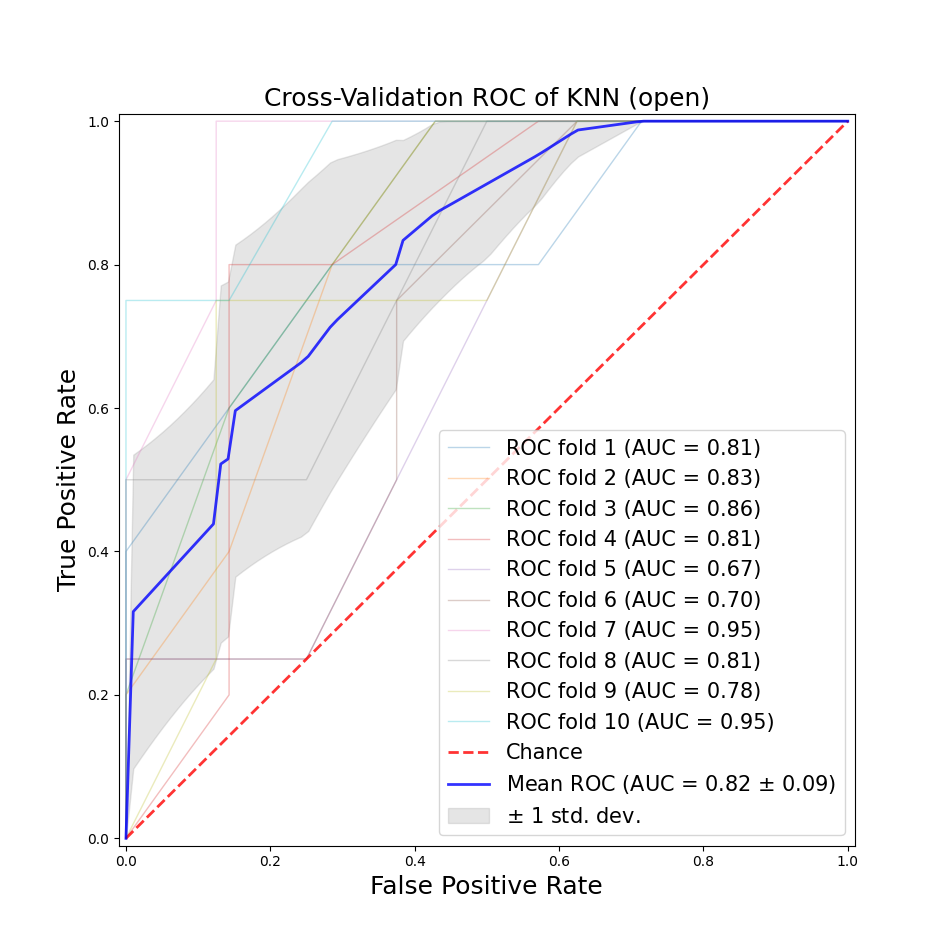 Cross-Validation ROC of KNN (open)
1.0
0.8
0.6
0.4
0.2
0.0
True Positive Rate
ROC fold 1 (AUC = 0.81)
ROC fold 2 (AUC = 0.83)
ROC fold 3 (AUC = 0.86)
ROC fold 4 (AUC = 0.81)
ROC fold 5 (AUC = 0.67)
ROC fold 6 (AUC = 0.70)
ROC fold 7 (AUC = 0.95)
ROC fold 8 (AUC = 0.81)
ROC fold 9 (AUC = 0.78)
ROC fold 10 (AUC = 0.95)
Chance
Mean ROC (AUC = 0.82 ± 0.09)
± 1 std. dev.
0.0 0.2 0.4 0.6 0.8 1.0
False Positive Rate